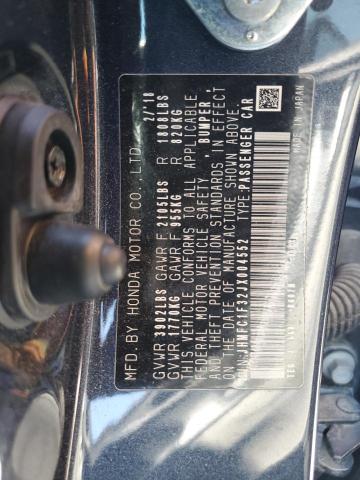 MFD.BY HONDA MOTOR CO.,LTD. 2/18
GVWR 3902LBS GAWR F 2105LBS R 1808LBS
GVWR 1770KG GAWR F 955KG R 820KG
THIS VEHICLE CONFORMS TO ALL APPLICABLE
FEDERAL MOTOR VEHICLE SAFETY, BUMPER,
AND THEFT PREVENTION STANDARDS IN EFFECT
ON THE DATE OF MANUFACTURE SHOWN ABOVE.
TYPE:PASSENGER CAR
MADE IN JAPAN